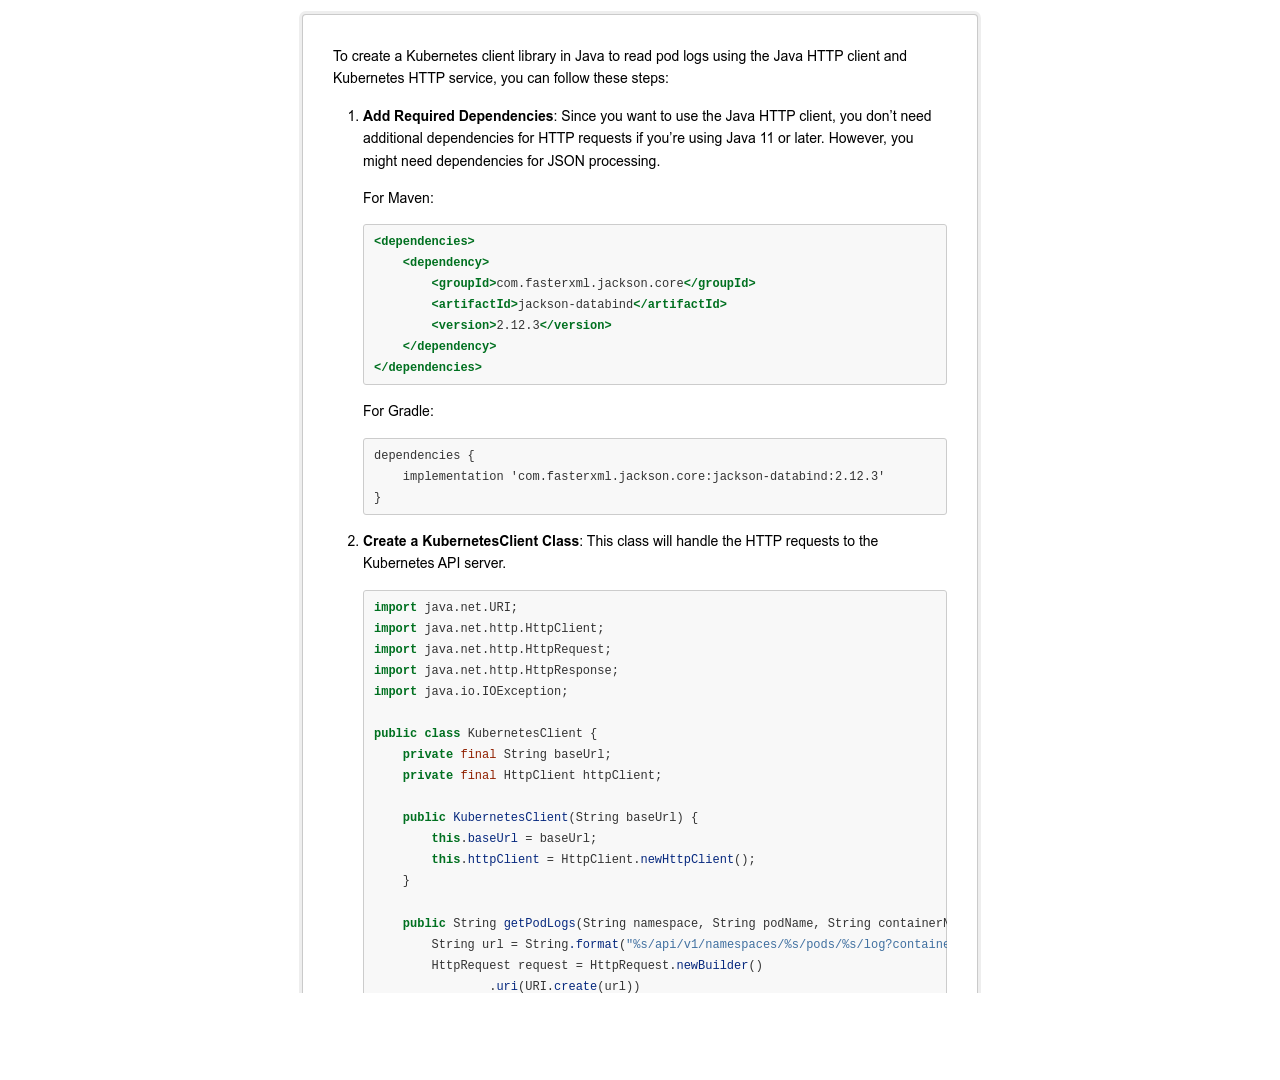 To create a Kubernetes client library in Java to read pod logs using the Java HTTP client and
Kubernetes HTTP service, you can follow these steps:
1. Add Required Dependencies: Since you want to use the Java HTTP client, you don’t need
additional dependencies for HTTP requests if you’re using Java 11 or later. However, you
might need dependencies for JSON processing.
For Maven:
<dependencies>
    <dependency>
        <groupId>com.fasterxml.jackson.core</groupId>
        <artifactId>jackson-databind</artifactId>
        <version>2.12.3</version>
    </dependency>
</dependencies>
For Gradle:
dependencies {
    implementation 'com.fasterxml.jackson.core:jackson-databind:2.12.3'
}
2. Create a KubernetesClient Class: This class will handle the HTTP requests to the
Kubernetes API server.
import java.net.URI;
import java.net.http.HttpClient;
import java.net.http.HttpRequest;
import java.net.http.HttpResponse;
import java.io.IOException;

public class KubernetesClient {
    private final String baseUrl;
    private final HttpClient httpClient;

    public KubernetesClient(String baseUrl) {
        this.baseUrl = baseUrl;
        this.httpClient = HttpClient.newHttpClient();
    }

    public String getPodLogs(String namespace, String podName, String container
        String url = String.format("%s/api/v1/namespaces/%s/pods/%s/log?containe
        HttpRequest request = HttpRequest.newBuilder()
                .uri(URI.create(url))